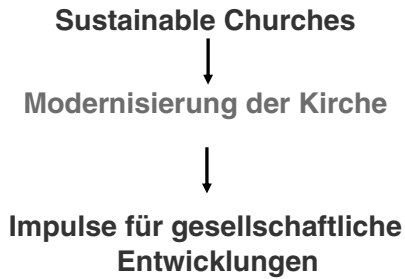 Sustainable Churches
Modernisierung der Kirche
Impulse für gesellschaftliche
Entwicklungen